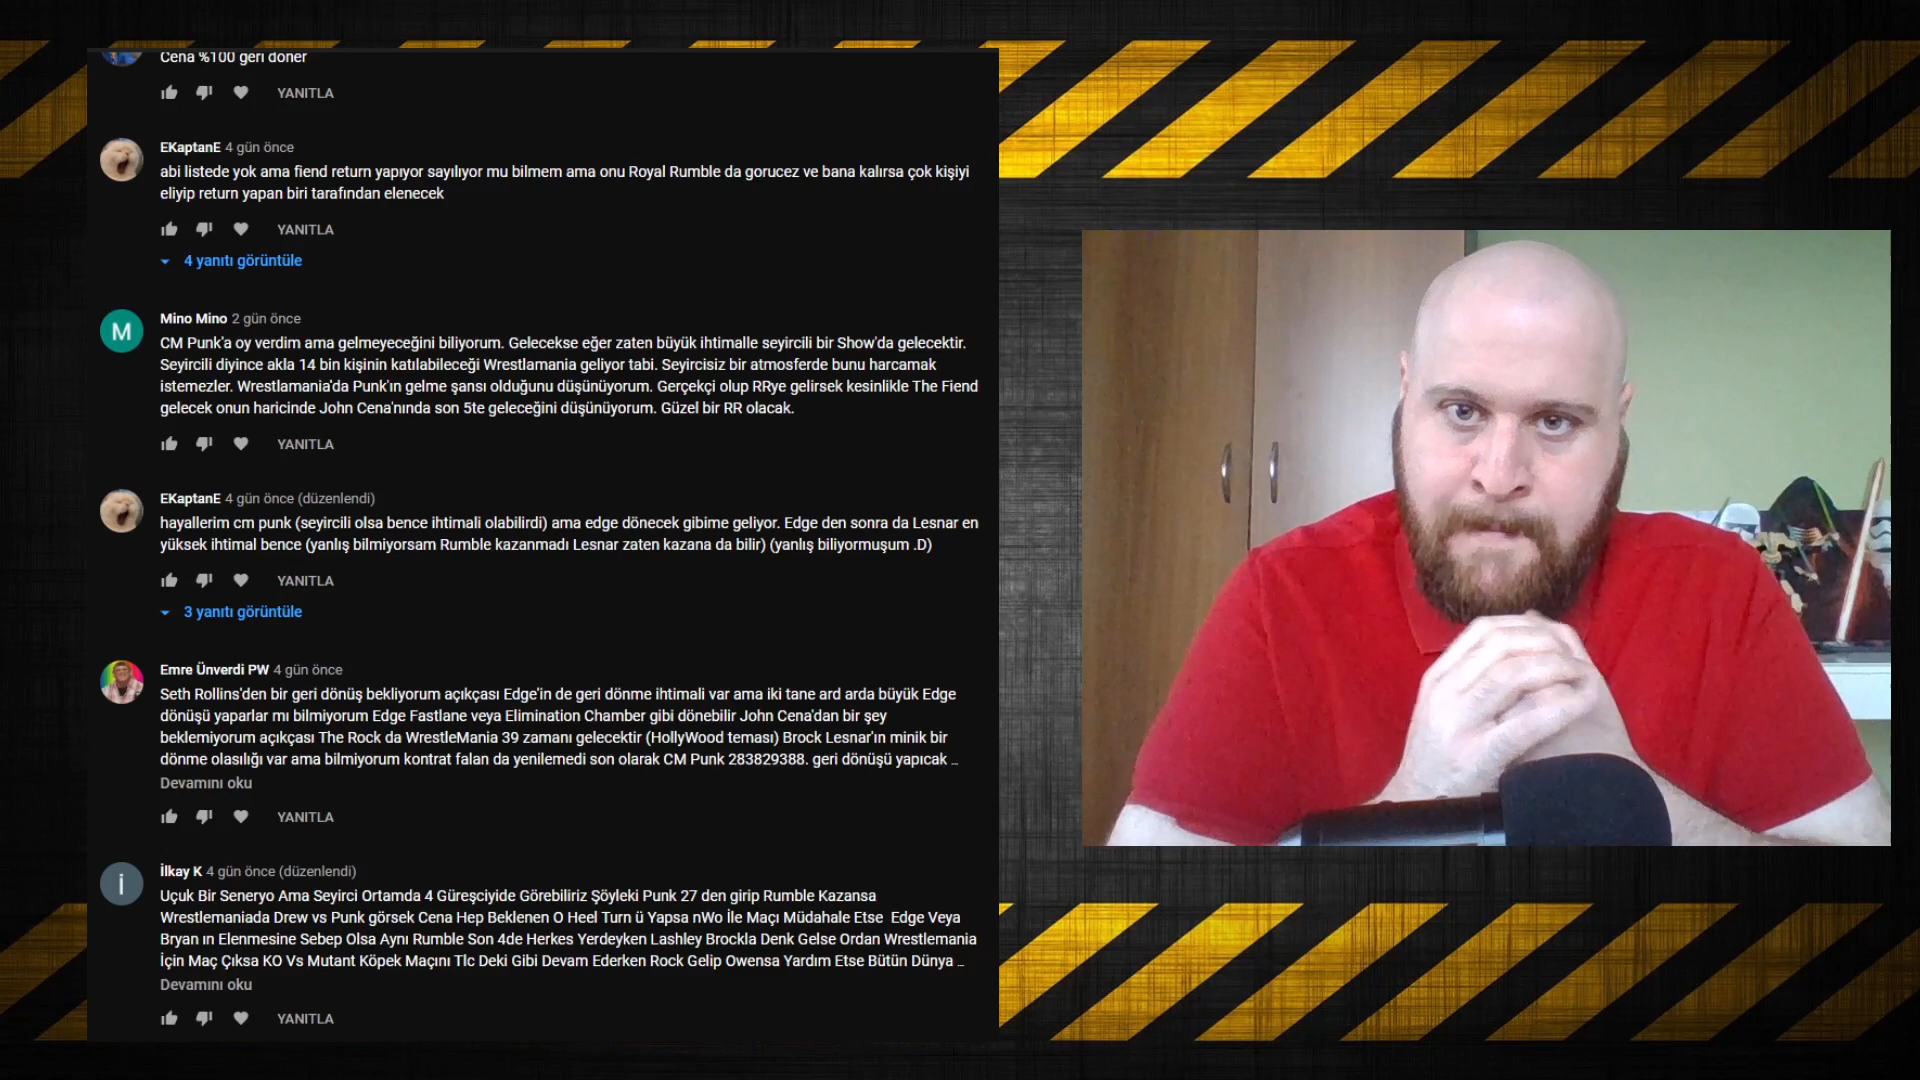 Cena %100 geri döner
YANITLA
EKaptanE 4 gün önce
abi listede yok ama fiend return yapıyor sayılıyor mu bilmem ama onu Royal Rumble da gorucez ve bana kalırsa çok kişiyi
eliyip return yapan biri tarafından elenecek
YANITLA
4 yanıtı görüntüle
M
Mino Mino 2 gün önce
CM Punk'a oy verdim ama gelmeyeceğini biliyorum. Gelecekse eğer zaten büyük ihtimalle seyircili bir Show'da gelecektir.
Seyircili diyince akla 14 bin kişinin katılabileceği Wrestlamania geliyor tabi. Seyircisiz bir atmosferde bunu harcamak
istemezler. Wrestlamania'da Punk'ın gelme şansı olduğunu düşünüyorum. Gerçekçi olup RRye gelirsek kesinlikle The Fiend
gelecek onun haricinde John Cena'nında son 5te geleceğini düşünüyorum. Güzel bir RR olacak.
YANITLA
EKaptanE 4 gün önce (düzenlendi)
hayallerim cm punk (seyircili olsa bence ihtimali olabilirdi) ama edge dönecek gibime geliyor. Edge den sonra da Lesnar en
yüksek ihtimal bence (yanlış bilmiyorsam Rumble kazanmadı Lesnar zaten kazana da bilir) (yanlış biliyormuşum .D)
YANITLA
3 yanıtı görüntüle
Emre Ünverdi PW 4 gün önce
Seth Rollins'den bir geri dönüş bekliyorum açıkçası Edge'in de geri dönme ihtimali var ama iki tane ard arda büyük Edge
dönüşü yaparlar mı bilmiyorum Edge Fastlane veya Elimination Chamber gibi dönebilir John Cena'dan bir şey
beklemiyorum açıkçası The Rock da WrestleMania 39 zamanı gelecektir (HollyWood teması) Brock Lesnar'ın minik bir
dönme olasılığı var ama bilmiyorum kontrat falan da yenilemedi son olarak CM Punk 283829388. geri dönüşü yapıcak ...
Devamını oku
YANITLA
İ
İlkay K 4 gün önce (düzenlendi)
Uçuk Bir Seneryo Ama Seyirci Ortamda 4 Güreşçiyide Görebiliriz Şöyleki Punk 27 den girip Rumble Kazansa
Wrestlemaniada Drew vs Punk görsek Cena Hep Beklenen O Heel Turn ü Yapsa nWo İle Maçı Müdahale Etse Edge Veya
Bryan ın Elenmesine Sebep Olsa Aynı Rumble Son 4de Herkes Yerdeyken Lashley Brockla Denk Gelse Ordan Wrestlemania
İçin Maç Çıksa KO Vs Mutant Köpek Maçını Tlc Deki Gibi Devam Ederken Rock Gelip Owensa Yardım Etse Bütün Dünya ...
Devamını oku
YANITLA